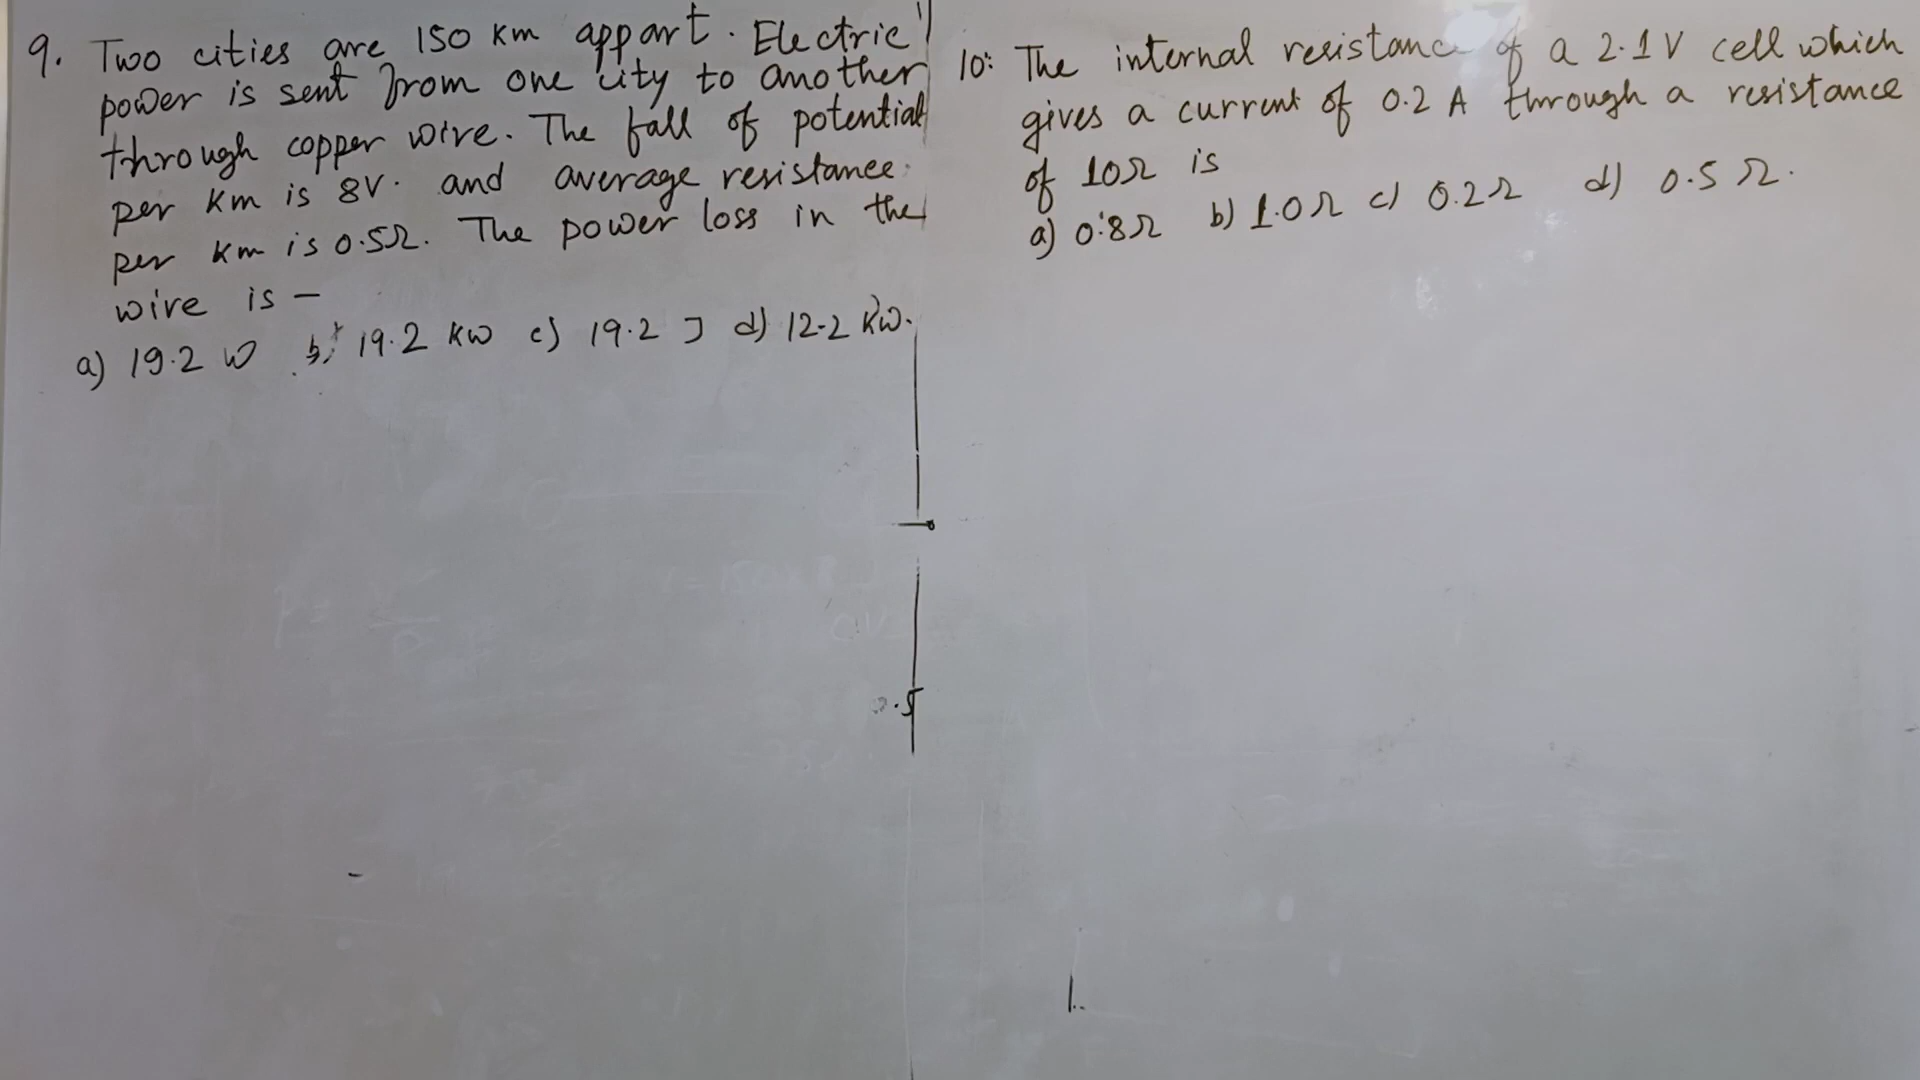 9. Two cities are 150 Km appart. Electric
power is sent from one city to another
through copper wire. The fall of potential
per Km is 8V. and average resistance
per Km is 0.5Ω. The power loss in the
wire is –
a) 19.2 W b) 19.2 KW c) 19.2 J d) 12.2 KW.
10: The internal resistance of a 2.1 V cell which
gives a current of 0.2 A through a resistance
of 10Ω is
a) 0.8Ω b) 1.0Ω c) 0.2Ω d) 0.5 Ω.